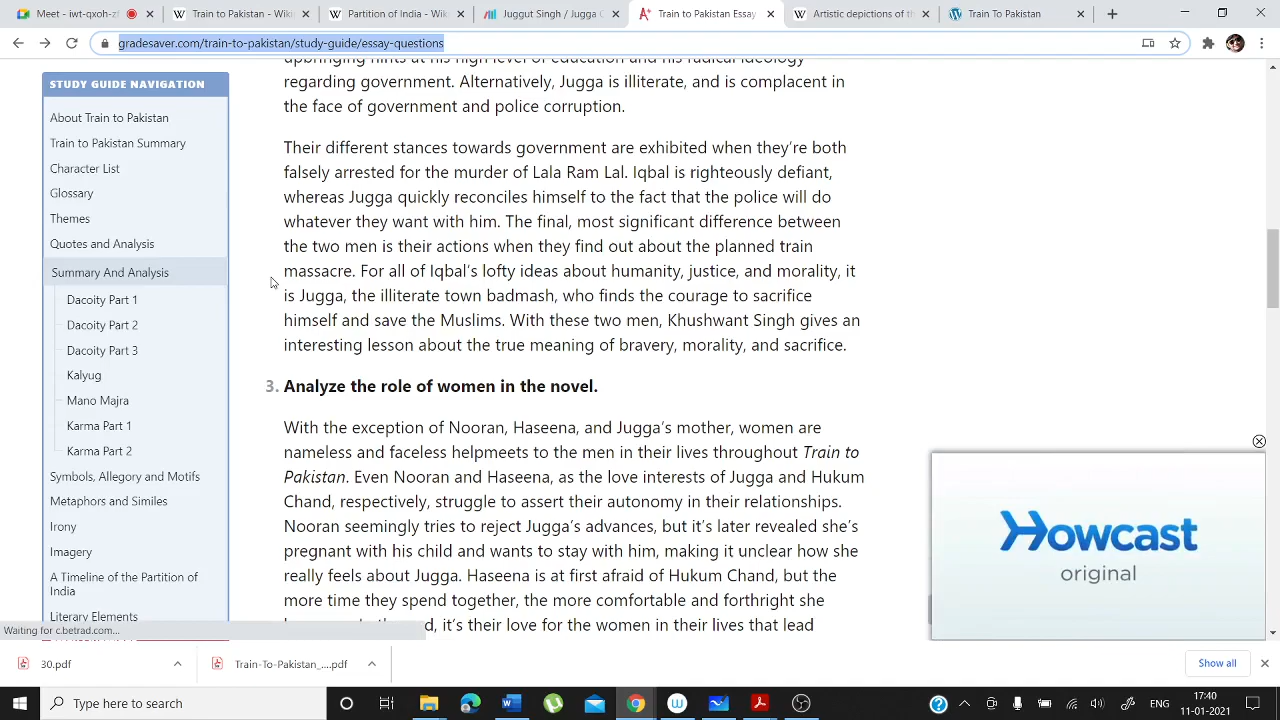 Meet - iwt-qoh-zl
Train to Pakistan - Wiki
Partition of India - Wik
Juggut Singh / Jugga C
Train to Pakistan Essay
Artistic depictions of th
Train To Pakistan
gradesaver.com/train-to-pakistan/study-guide/essay-questions
STUDY GUIDE NAVIGATION
About Train to Pakistan
Train to Pakistan Summary
Character List
Glossary
Themes
Quotes and Analysis
Summary And Analysis
Dacoity Part 1
Dacoity Part 2
Dacoity Part 3
Kalyug
Mano Majra
Karma Part 1
Karma Part 2
Symbols, Allegory and Motifs
Metaphors and Similes
Irony
Imagery
A Timeline of the Partition of
India
Literary Elements
upbringing hints at his high level of education and his radical ideology
regarding government. Alternatively, Jugga is illiterate, and is complacent in
the face of government and police corruption.
Their different stances towards government are exhibited when they're both
falsely arrested for the murder of Lala Ram Lal. Iqbal is righteously defiant,
whereas Jugga quickly reconciles himself to the fact that the police will do
whatever they want with him. The final, most significant difference between
the two men is their actions when they find out about the planned train
massacre. For all of Iqbal's lofty ideas about humanity, justice, and morality, it
is Jugga, the illiterate town badmash, who finds the courage to sacrifice
himself and save the Muslims. With these two men, Khushwant Singh gives an
interesting lesson about the true meaning of bravery, morality, and sacrifice.
3. Analyze the role of women in the novel.
With the exception of Nooran, Haseena, and Jugga's mother, women are
nameless and faceless helpmeets to the men in their lives throughout Train to
Pakistan. Even Nooran and Haseena, as the love interests of Jugga and Hukum
Chand, respectively, struggle to assert their autonomy in their relationships.
Nooran seemingly tries to reject Jugga's advances, but it's later revealed she's
pregnant with his child and wants to stay with him, making it unclear how she
really feels about Jugga. Haseena is at first afraid of Hukum Chand, but the
more time they spend together, the more comfortable and forthright she
d, it's their love for the women in their lives that lead
Howcast
original
Waiting for c.betrad.com...
30.pdf
Train-To-Pakistan_....pdf
Show all
Type here to search
ENG
17:40
11-01-2021